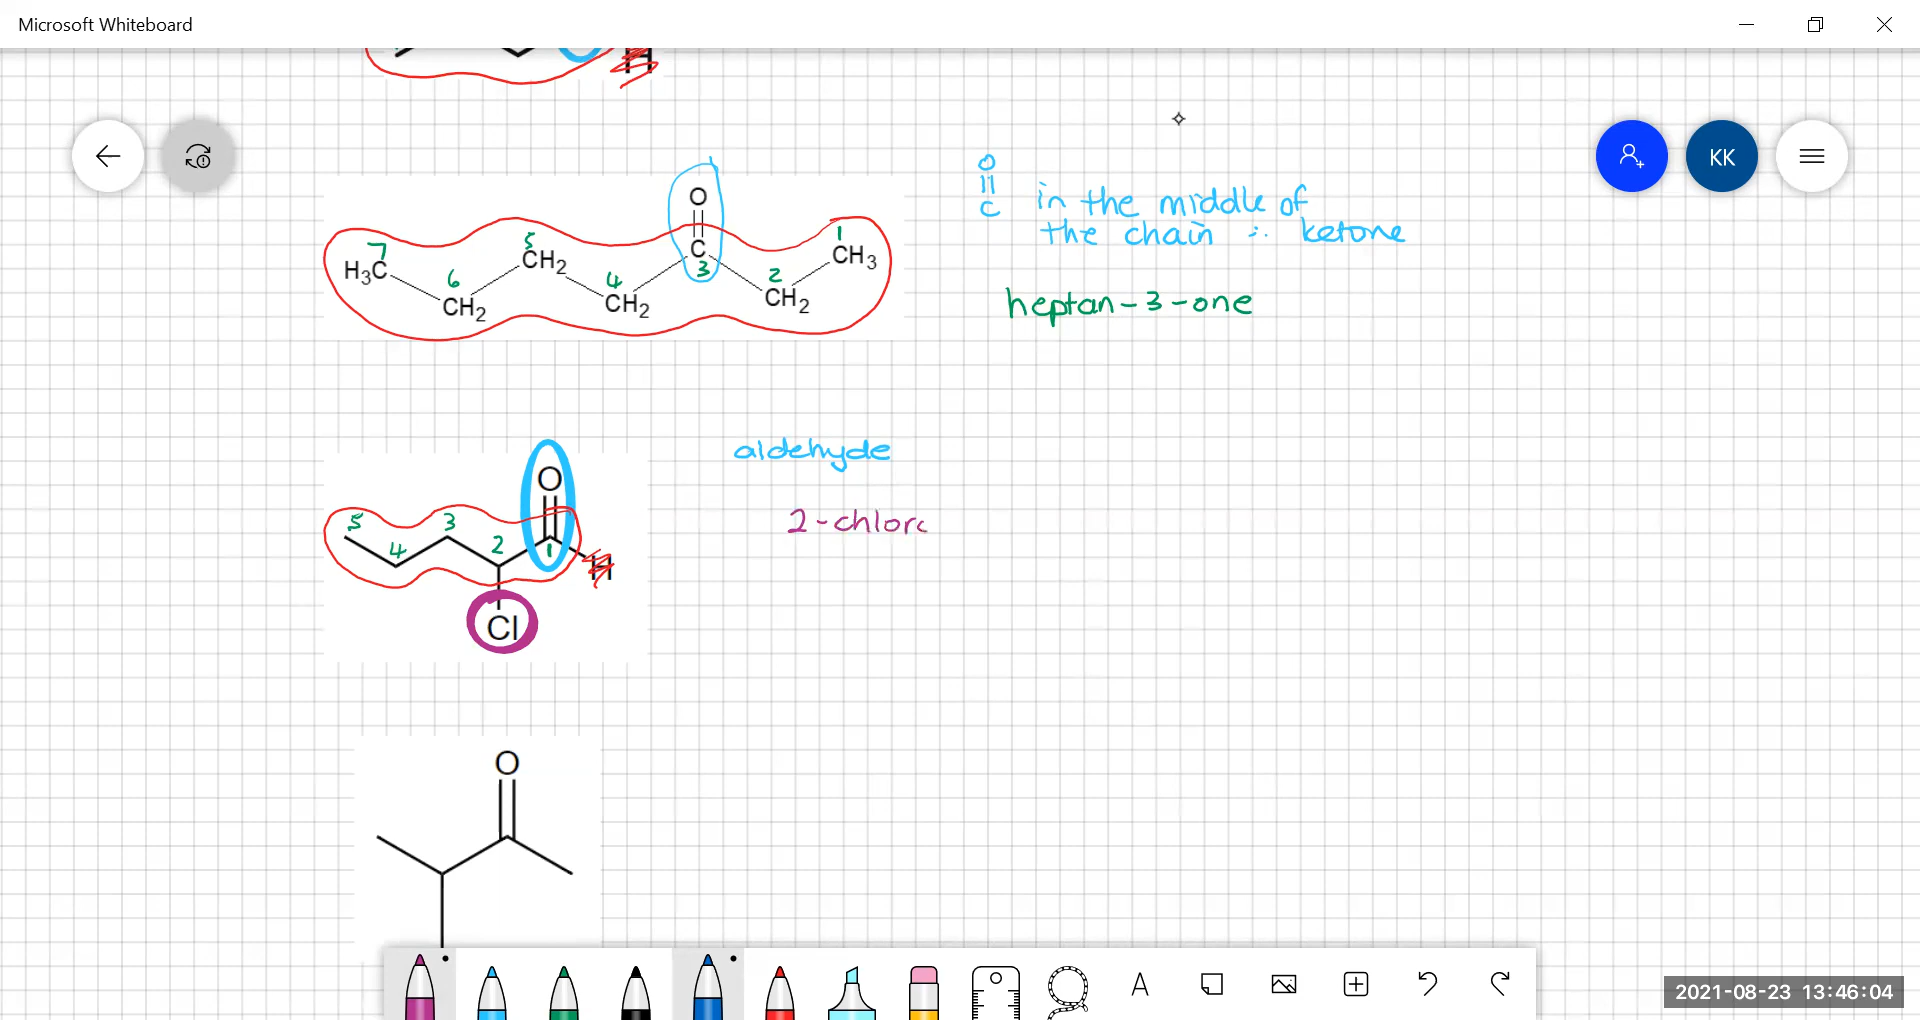 Microsoft Whiteboard
H
KK
O
C
in the middle of
the chain ∴ ketone
O
C
3
7
H₃C
6
CH₂
5
CH₂
4
CH₂
2
CH₂
1
CH₃
heptan-3-one
aldehyde
O
5
4
3
2
1
H
Cl
2-chloro
O
A
2021-08-23 13:46:04